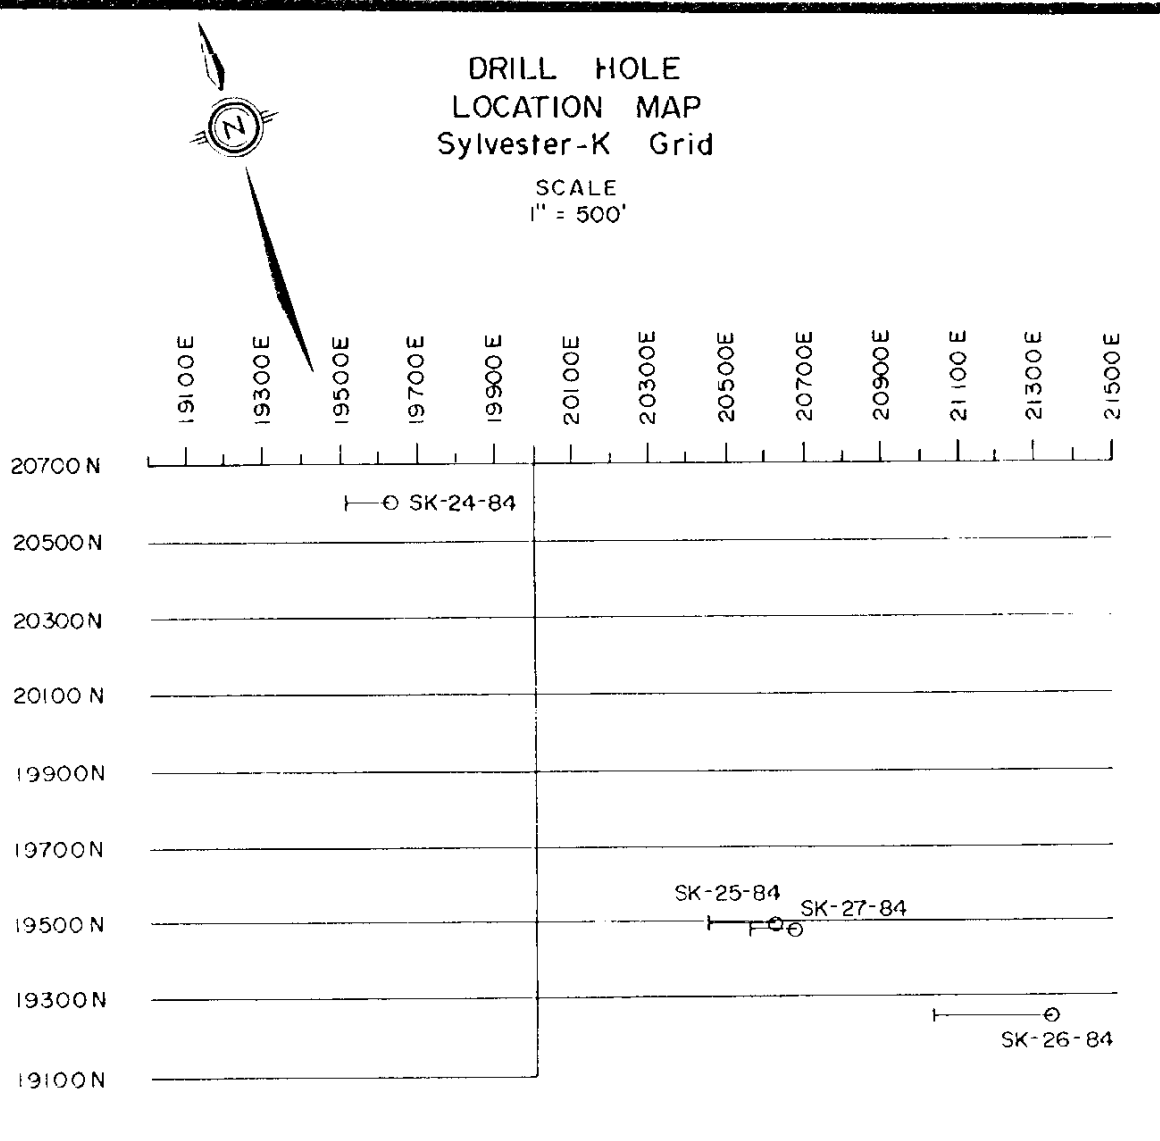 DRILL HOLE
LOCATION MAP
Sylvester-K Grid
SCALE
1" = 500'
N
19100E 19300E 19500E 19700E 19900E 20100E 20300E 20500E 20700E 20900E 21100E 21300E 21500E
20700N
SK-24-84
20500N
20300N
20100N
19900N
19700N
SK-25-84
SK-27-84
19500N
19300N
SK-26-84
19100N